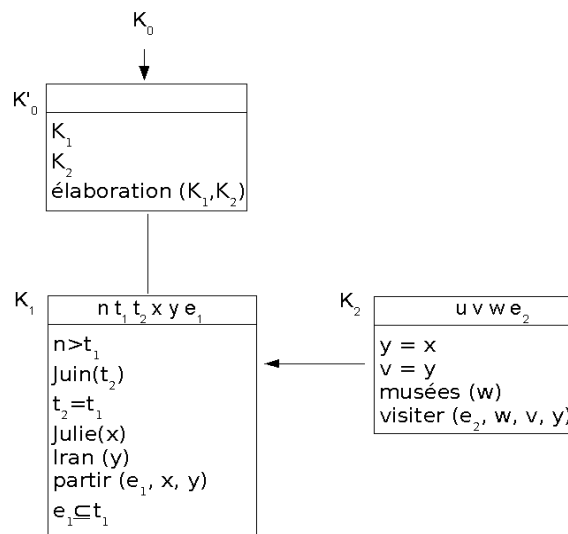 K₀
K'₀
K₁
K₂
élaboration (K₁,K₂)
K₁
n t₁ t₂ x y e₁
n>t₁
Juin(t₂)
t₂=t₁
Julie(x)
Iran (y)
partir (e₁, x, y)
e₁⊆t₁
K₂
u v w e₂
y = x
v = y
musées (w)
visiter (e₂, w, v, y)